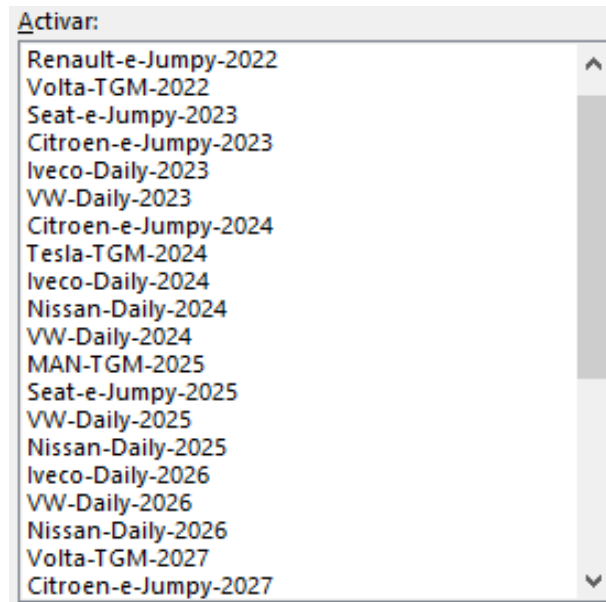 Activar:
Renault-e-Jumpy-2022
Volta-TGM-2022
Seat-e-Jumpy-2023
Citroen-e-Jumpy-2023
Iveco-Daily-2023
VW-Daily-2023
Citroen-e-Jumpy-2024
Tesla-TGM-2024
Iveco-Daily-2024
Nissan-Daily-2024
VW-Daily-2024
MAN-TGM-2025
Seat-e-Jumpy-2025
VW-Daily-2025
Nissan-Daily-2025
Iveco-Daily-2026
VW-Daily-2026
Nissan-Daily-2026
Volta-TGM-2027
Citroen-e-Jumpy-2027